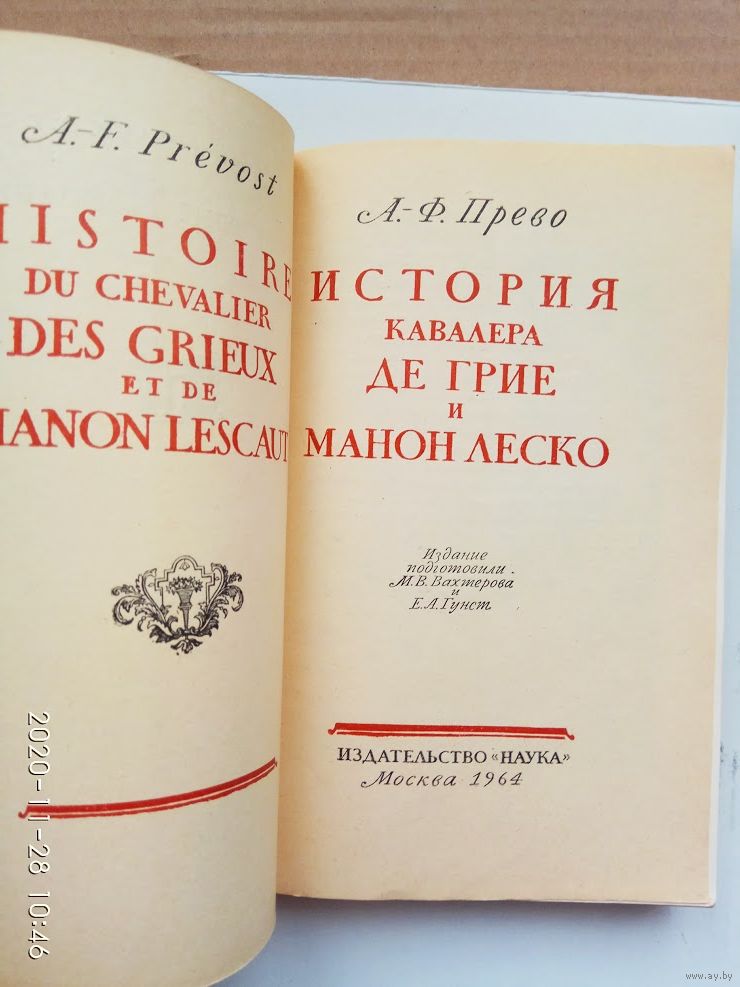 A.-F. Prévost
HISTOIRE
DU CHEVALIER
DES GRIEUX
ET DE
MANON LESCAUT
А.-Ф. Прево
ИСТОРИЯ
КАВАЛЕРА
ДЕ ГРИЕ
И
МАНОН ЛЕСКО
Издание
подготовили
М. В. Вахтерова
и
Е. А. Гунст
ИЗДАТЕЛЬСТВО «НАУКА»
Москва 1964
2020-11-28 10:46
www.ay.by